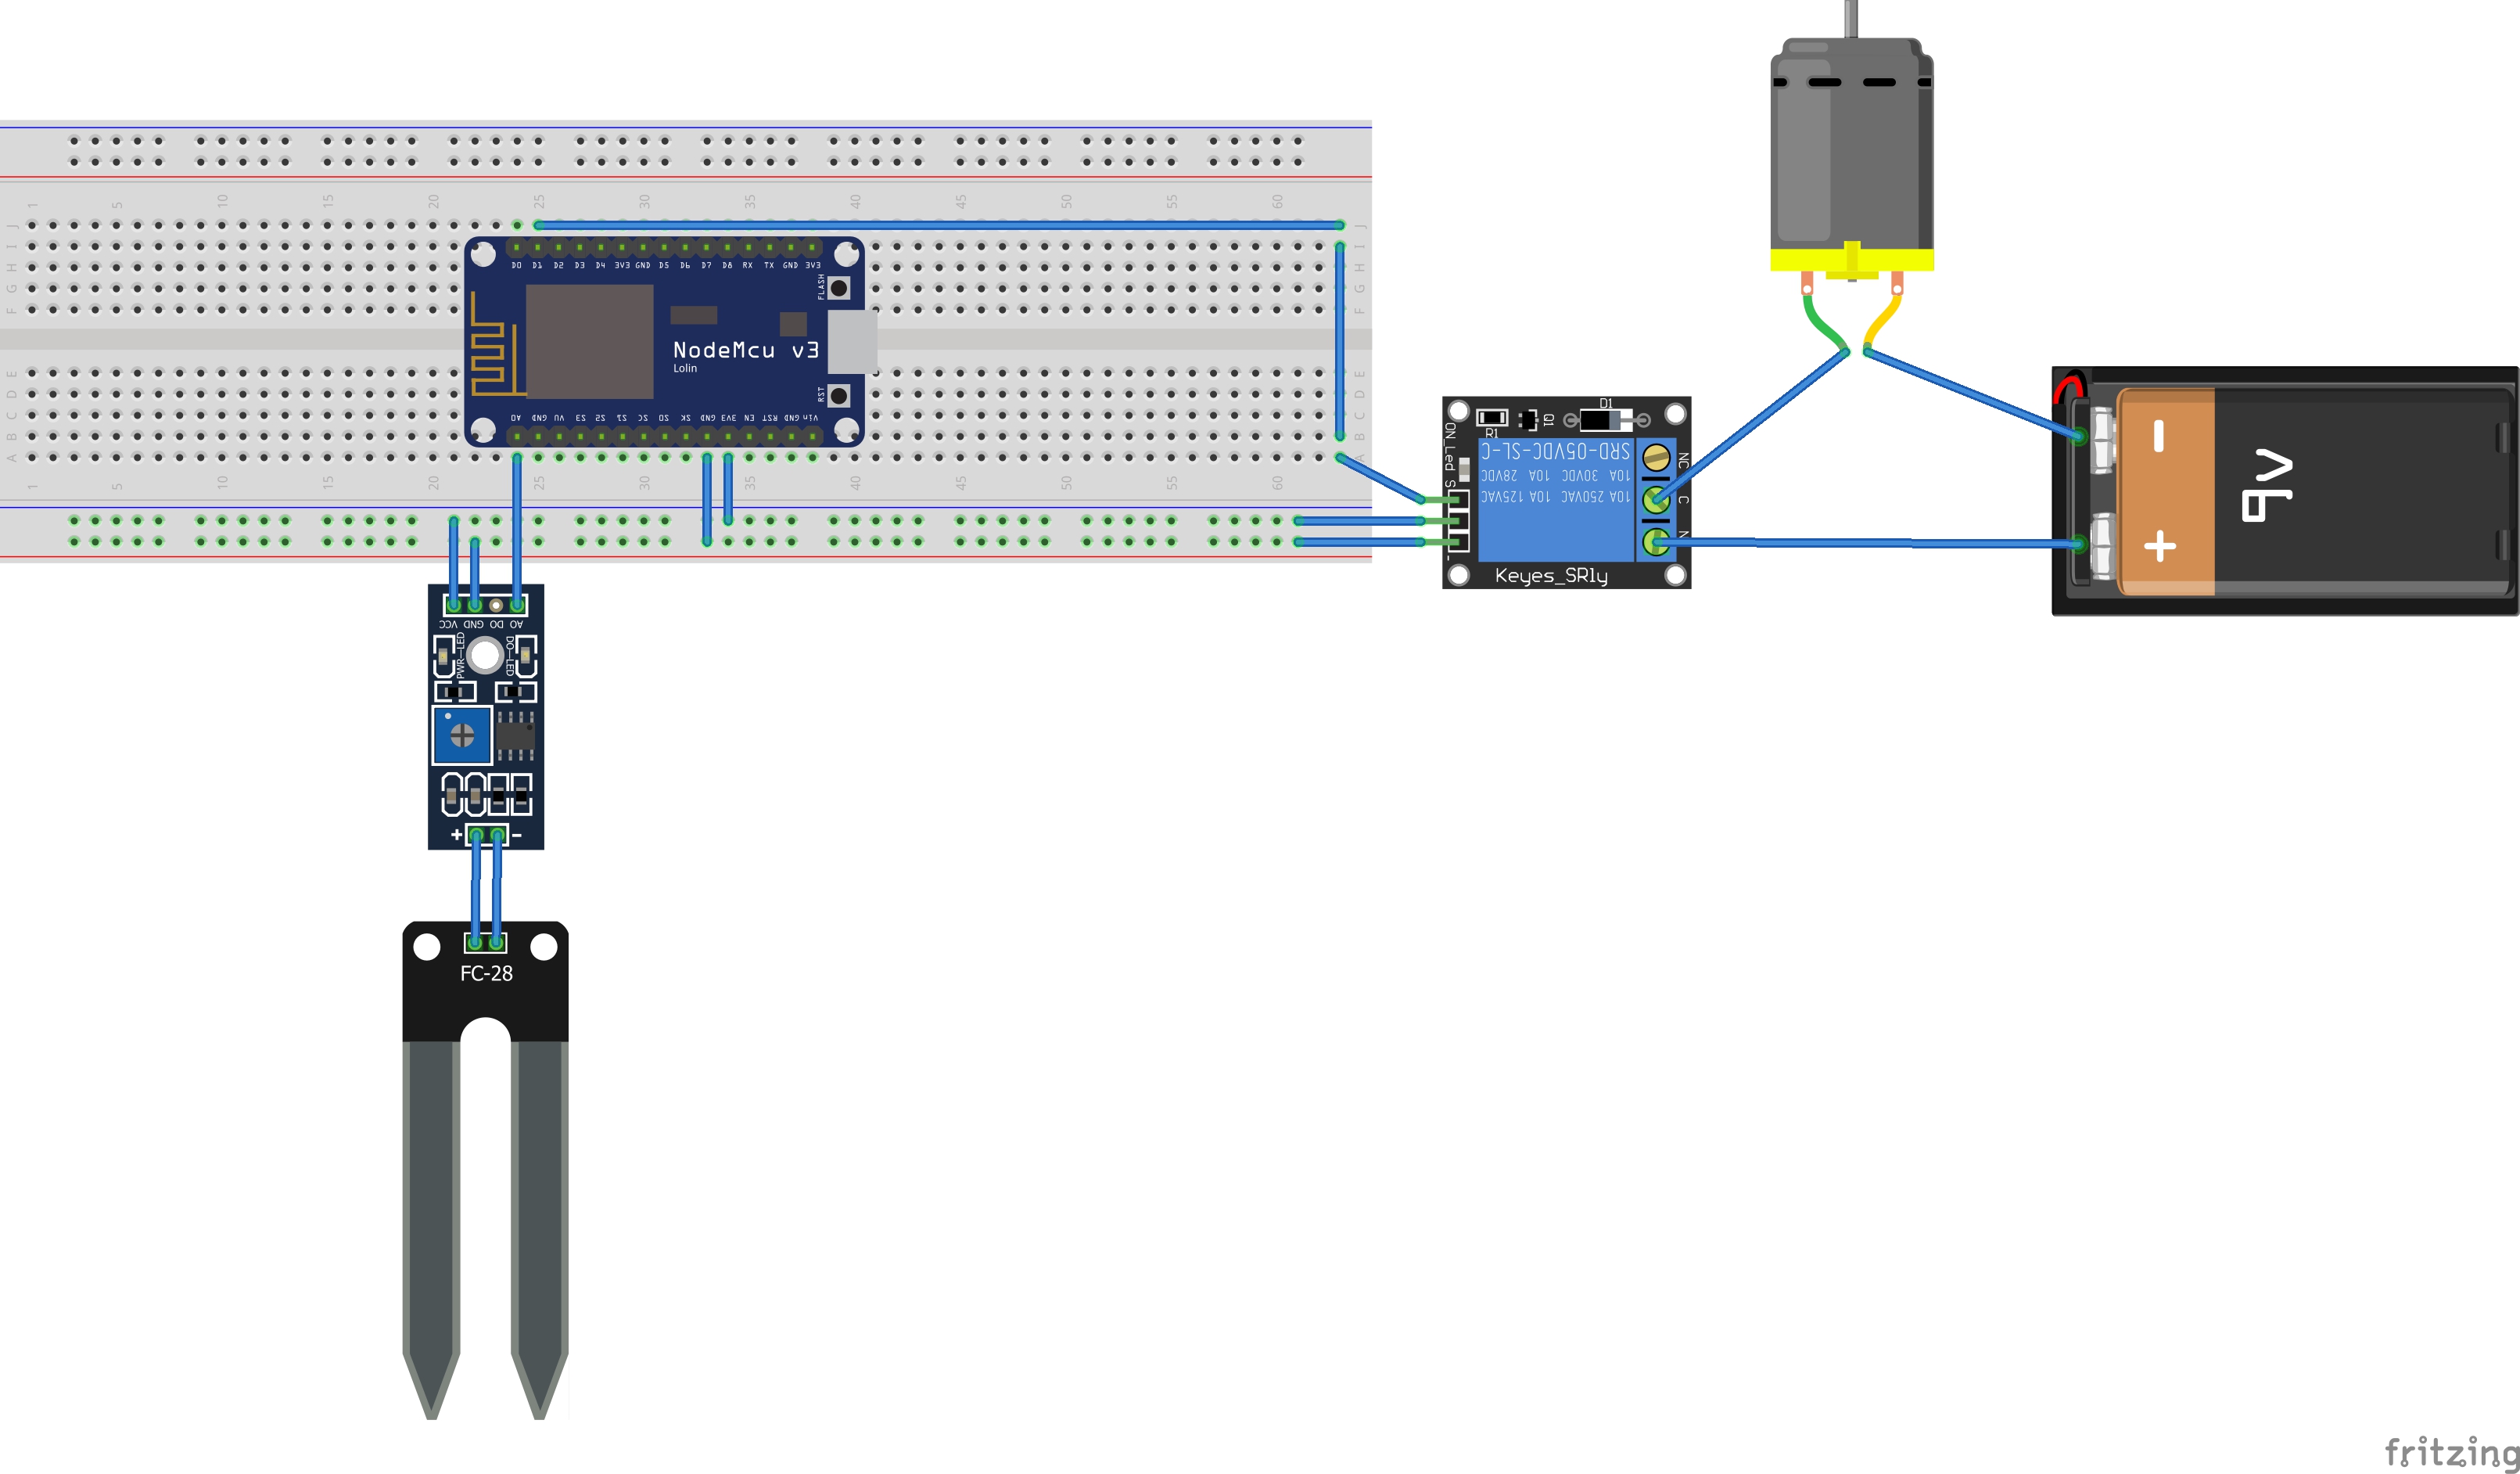 1 5 10 15 20 25 30 35 40 45 50 55 60
J J
I I
H H
G G
F F
D0 D1 D2 D3 D4 3V3 GND D5 D6 D7 D8 RX TX GND 3V3
FLASH
NodeMcu v3
Lolin
RST
A0 GND VU S3 S2 S1 SC S0 SK GND 3V3 EN RST GND Vin
E E
D D
C C
B B
A A
1 5 10 15 20 25 30 35 40 45 50 55 60
VCC GND DO AO
PWR-LED
DO-LED
+ -
FC-28
R1
Q1
D1
ON_Led
S
-
SRD-05VDC-SL-C
10A 30VDC 10A 28VDC
10A 250VAC 10A 125VAC
NC
C
N
Keyes_SRly
-
+
9V
fritzing